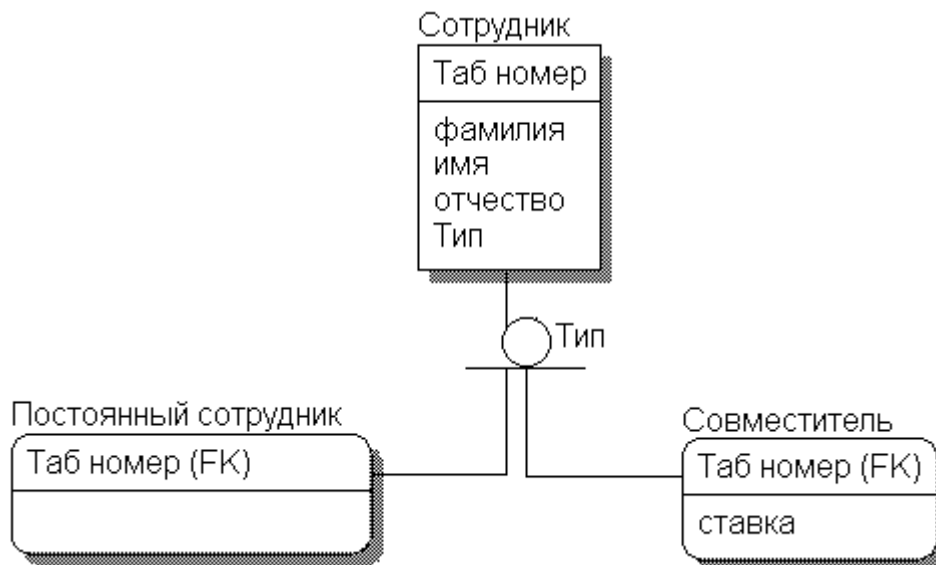 Сотрудник
Таб номер
фамилия
имя
отчество
Тип
Тип
Постоянный сотрудник
Таб номер (FK)
Совместитель
Таб номер (FK)
ставка